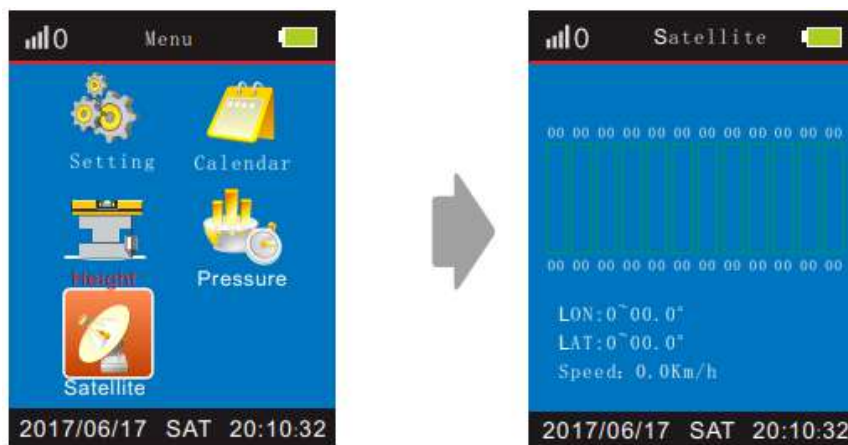 0 Menu
Setting Calendar
Height Pressure
Satellite
2017/06/17 SAT 20:10:32
0 Satellite
00 00 00 00 00 00 00 00 00 00 00 00
00 00 00 00 00 00 00 00 00 00 00 00
LON:0~00.0"
LAT:0~00.0"
Speed: 0.0Km/h
2017/06/17 SAT 20:10:32